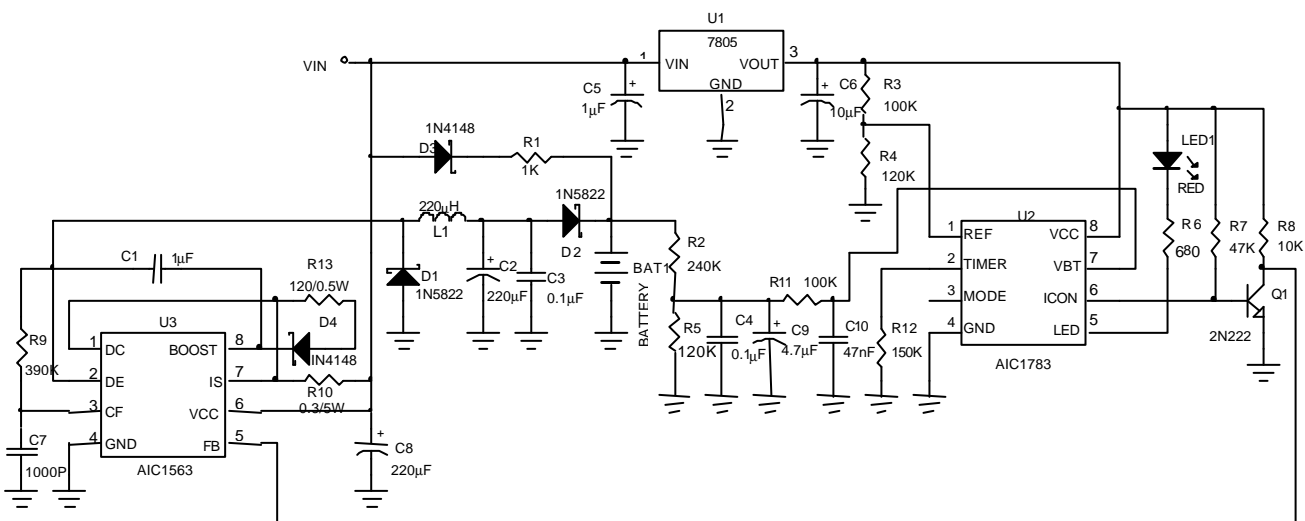 U1
7805
VIN
1
VIN
VOUT
3
GND
2
C5
1µF
+
C6
10µF
+
R3
100K
R4
120K
1N4148
D3
R1
1K
220µH
L1
1N5822
D2
D1
1N5822
C2
220µF
+
C3
0.1µF
BAT1
BATTERY
R2
240K
R11
100K
R5
120K
C4
0.1µF
C9
4.7µF
+
C10
47nF
R12
150K
U2
1
REF
VCC
8
2
TIMER
VBT
7
3
MODE
ICON
6
4
GND
LED
5
AIC1783
LED1
RED
R6
680
R7
47K
R8
10K
Q1
2N222
C1
1µF
R13
120/0.5W
D4
IN4148
R9
390K
U3
1
DC
BOOST
8
2
DE
IS
7
3
CF
VCC
6
4
GND
FB
5
AIC1563
R10
0.3/5W
C7
1000P
C8
220µF
+